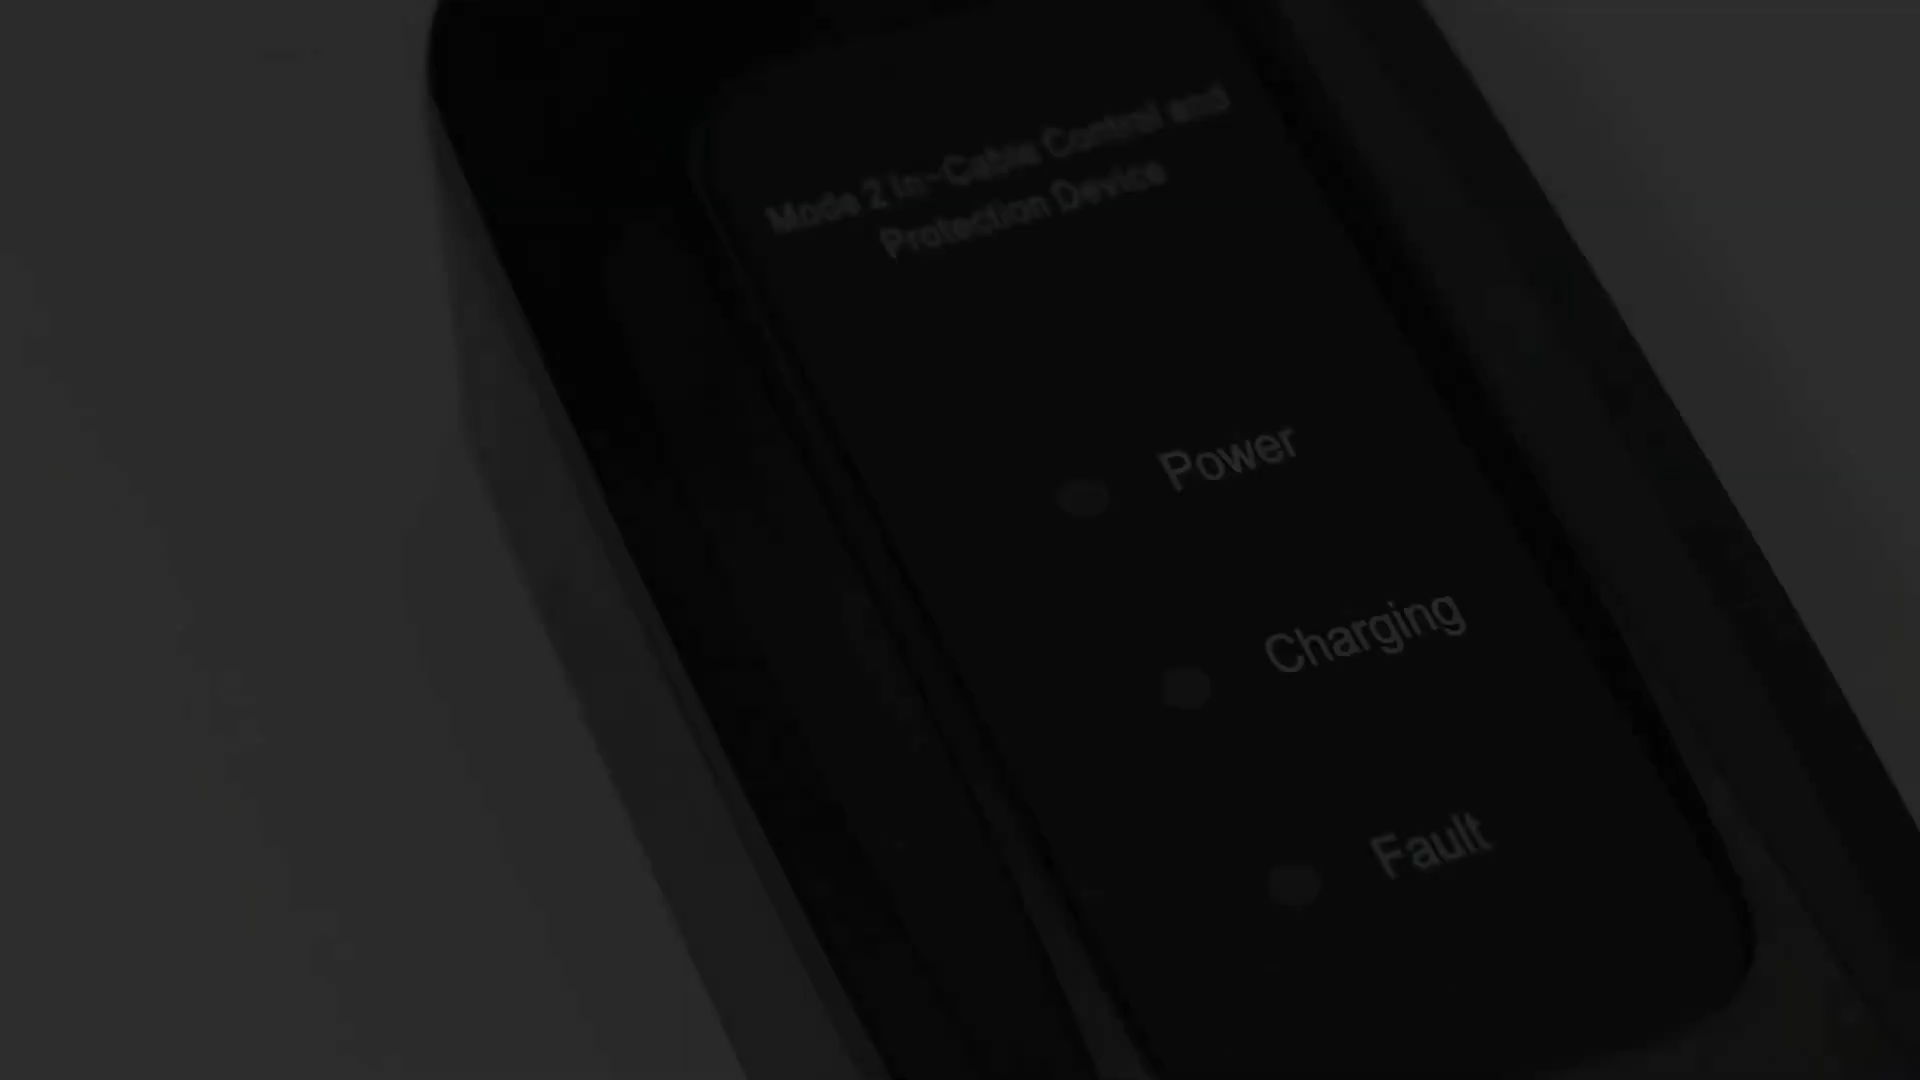 Mode 2 In-Cable Control and
Protection Device
Power
Charging
Fault